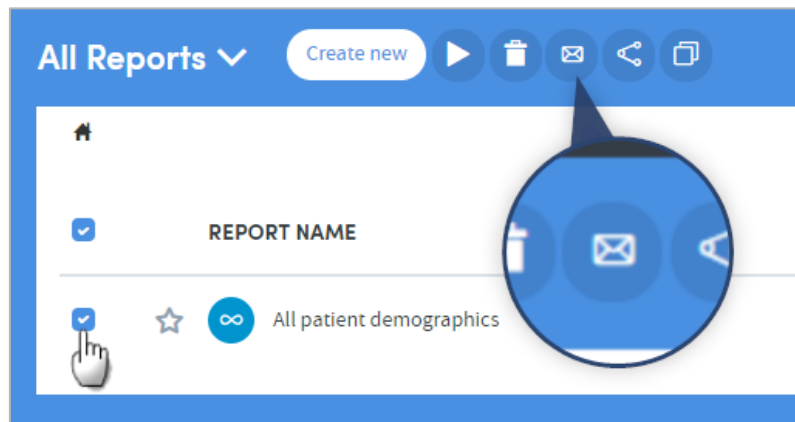 All Reports
Create new
REPORT NAME
All patient demographics